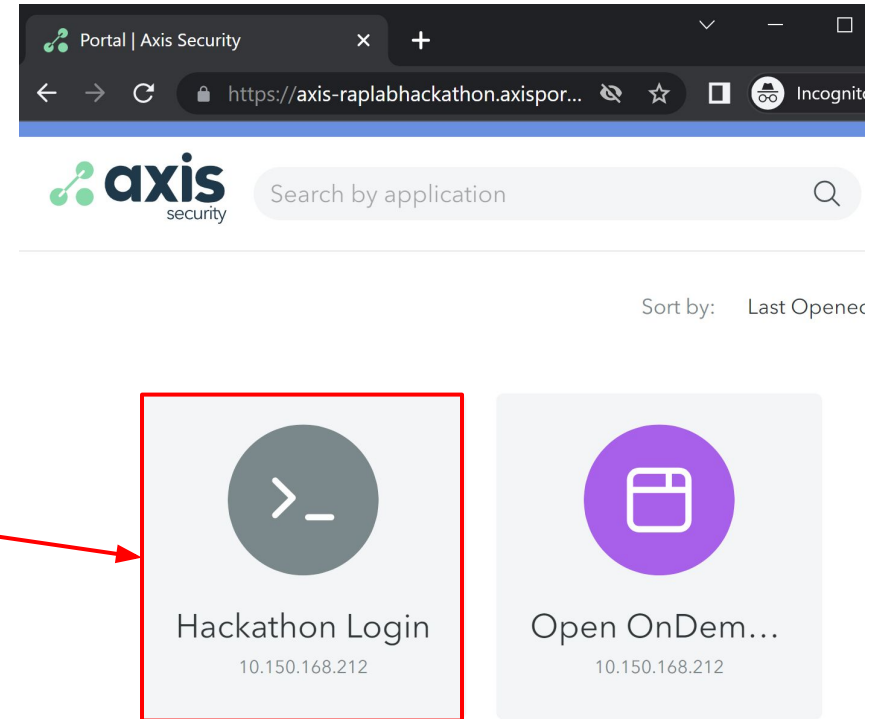 Portal | Axis Security
https://axis-raplabhackathon.axispor... Incognito
axis
security
Search by application
Sort by: Last Opened
Hackathon Login
10.150.168.212
Open OnDem...
10.150.168.212